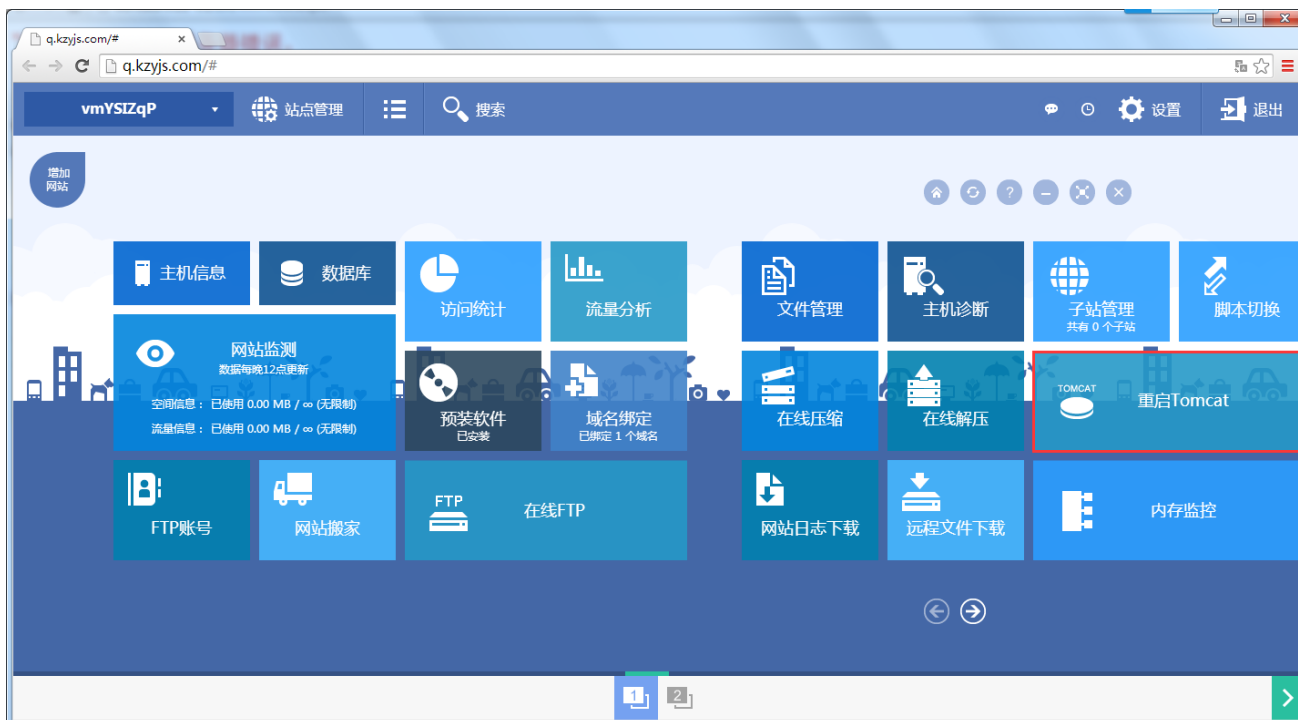 q.kzyjs.com/#
q.kzyjs.com/#
vmYSIZqP
站点管理
搜索
设置
退出
增加
网站
?
主机信息
数据库
访问统计
流量分析
文件管理
主机诊断
子站管理
共有 0 个子站
脚本切换
网站监测
数据每晚12点更新
空间信息： 已使用 0.00 MB / ∞ (无限制)
流量信息： 已使用 0.00 MB / ∞ (无限制)
预装软件
已安装
域名绑定
已绑定 1 个域名
在线压缩
在线解压
TOMCAT
重启Tomcat
FTP账号
网站搬家
FTP
在线FTP
网站日志下载
远程文件下载
内存监控
1
2